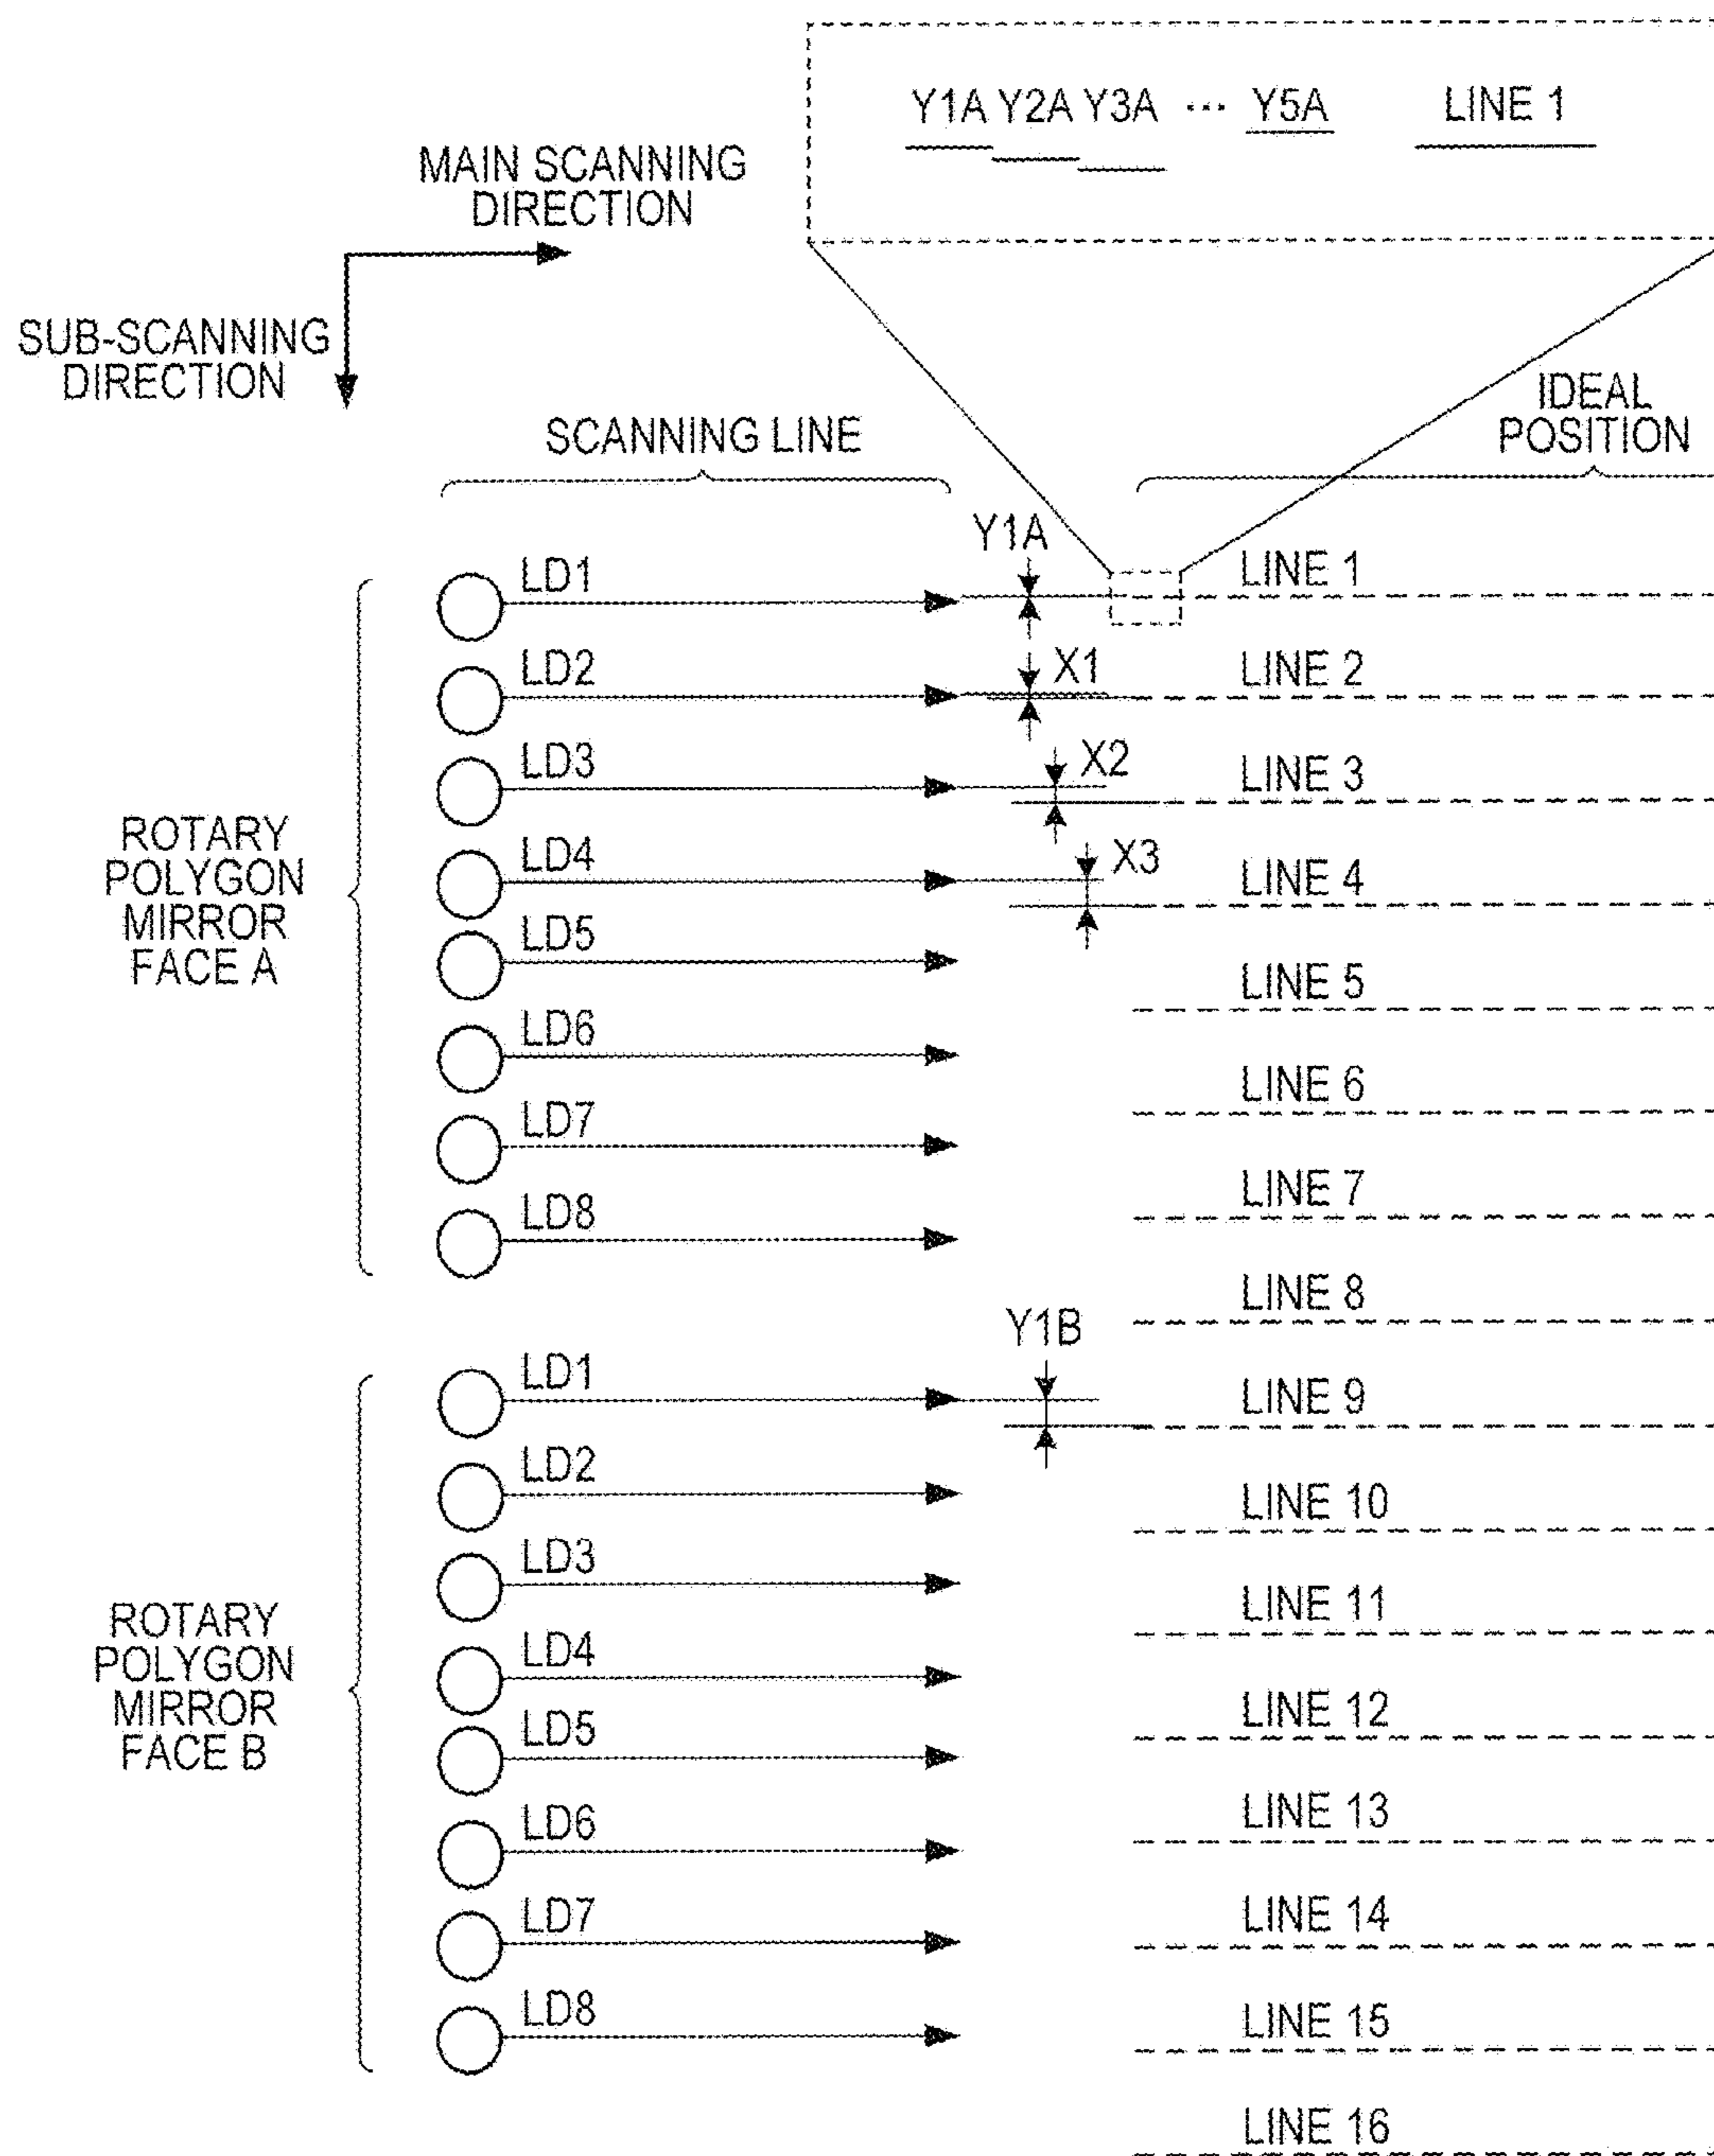 Y1A Y2A Y3A ... Y5A LINE 1
MAIN SCANNING
DIRECTION
SUB-SCANNING
DIRECTION
SCANNING LINE
IDEAL
POSITION
Y1A
LD1
LINE 1
LD2
X1
LINE 2
LD3
X2
LINE 3
LD4
X3
LINE 4
ROTARY
POLYGON
MIRROR
FACE A
LD5
LINE 5
LD6
LINE 6
LD7
LINE 7
LD8
LINE 8
Y1B
LD1
LINE 9
LD2
LINE 10
LD3
LINE 11
ROTARY
POLYGON
MIRROR
FACE B
LD4
LINE 12
LD5
LD6
LINE 13
LD7
LINE 14
LD8
LINE 15
LINE 16